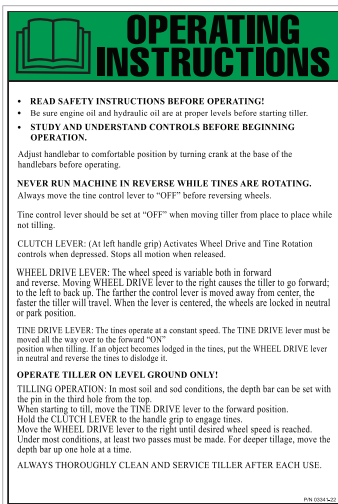 OPERATING
INSTRUCTIONS
• READ SAFETY INSTRUCTIONS BEFORE OPERATING!
• Be sure engine oil and hydraulic oil are at proper levels before starting tiller.
• STUDY AND UNDERSTAND CONTROLS BEFORE BEGINNING
OPERATION.
Adjust handlebar to comfortable position by turning crank at the base of the
handlebars before operating.
NEVER RUN MACHINE IN REVERSE WHILE TINES ARE ROTATING.
Always move the tine control lever to “OFF” before reversing wheels.
Tine control lever should be set at “OFF” when moving tiller from place to place while
not tilling.
CLUTCH LEVER: (At left handle grip) Activates Wheel Drive and Tine Rotation
controls when depressed. Stops all motion when released.
WHEEL DRIVE LEVER: The wheel speed is variable both in forward
and reverse. Moving WHEEL DRIVE lever to the right causes the tiller to go forward;
to the left to back up. The farther the control lever is moved away from center, the
faster the tiller will travel. When the lever is centered, the wheels are locked in neutral
or park position.
TINE DRIVE LEVER: The tines operate at a constant speed. The TINE DRIVE lever must be
moved all the way over to the forward “ON”
position when tilling. If an object becomes lodged in the tines, put the WHEEL DRIVE lever
in neutral and reverse the tines to dislodge it.
OPERATE TILLER ON LEVEL GROUND ONLY!
TILLING OPERATION: In most soil and sod conditions, the depth bar can be set with
the pin in the third hole from the top.
When starting to till, move the TINE DRIVE lever to the forward position.
Hold the CLUTCH LEVER to the handle grip to engage tines.
Move the WHEEL DRIVE lever to the right until desired wheel speed is reached.
Under most conditions, at least two passes must be made. For deeper tillage, move the
depth bar up one hole at a time.
ALWAYS THOROUGHLY CLEAN AND SERVICE TILLER AFTER EACH USE.
P/N 03341-22